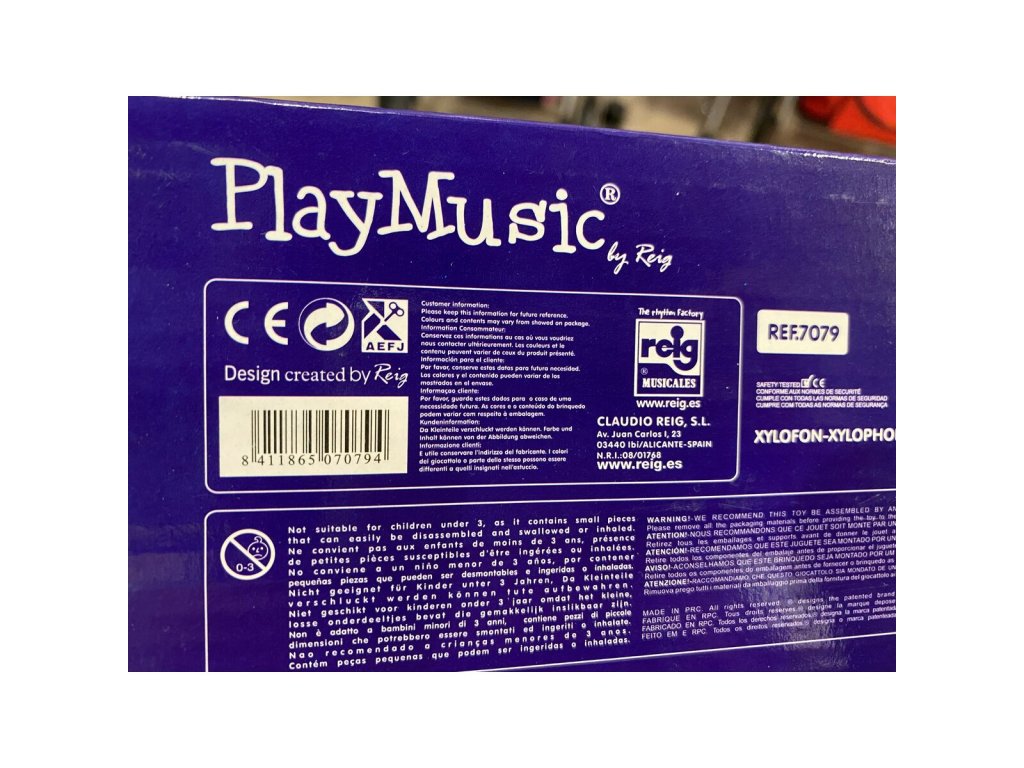 PlayMusic®
by Reig
CE
AEFJ
Design created by Reig
8 411865 070794
Customer information:
Please keep this information for future reference.
Colours and contents may vary from showed on package.
Information Consommateur:
Conservez ces informations au cas où vous voudriez
nous contacter ultérieurement. Les couleurs et le
contenu peuvent varier de ceux du produit présenté.
Información para el cliente:
Por favor, conserve estos datos para futura necesidad.
Los colores y el contenido pueden variar de los
mostrados en el envase.
Informaçao cliente:
Por favor, guarde estes dados para o caso de uma
necessidade futura. As cores e o conteúdo do brinquedo
podem variar com respeito à embalagem.
Kundeninformation:
Da Kleinteile verschluckt werden können. Farbe und
Inhalt können von der Abbildung abweichen.
Informazione clienti:
E utile conservare l'indirizzo del fabricante. I colori
del giocattolo o parte di esso possono essere
differenti a quelli insignati nell'astuccio.
The rhythm Factory
reig
®
MUSICALES
www.reig.es
CLAUDIO REIG, S.L.
Av. Juan Carlos I, 23
03440 Ibi/ALICANTE-SPAIN
N.R.I.:08/01768
www.reig.es
REF.7079
SAFETY TESTED CE
CONFORME AUX NORMES DE SECURITÉ
CUMPLE CON TODAS LAS NORMAS DE SEGURIDAD
CUMPRE COM TODAS AS NORMAS DE SEGURANÇA
XYLOFON-XYLOPHO
0-3
Not suitable for children under 3, as it contains small pieces
that can easily be disassembled and swallowed or inhaled.
Ne convient pas aux enfants de moins de 3 ans, présence
de petites pièces susceptibles d'être ingérées ou inhalées.
No conviene a un niño menor de 3 años, por contener
pequeñas piezas que pueden ser desmontables e ingeridas o inhaladas.
Nicht geeignet für Kinder unter 3 Jahren, Da Kleinteile
verschluckt werden können tute aufbewahren.
Niet geschikt voor kinderen onder 3 jaar omdat het kleine,
losse onderdeeltjes bevat die gemakkelijk inslikbaar zijn.
Non è adatto a bambini minori di 3 anni, contiene pezzi di piccole
dimensioni che potrebbero essere smontati ed ingeriti o inalate.
Nao recomendado a crianças menores de 3 anos.
Contém peças pequenas que podem ser ingeridas o inhaladas.
WARNING!-WE RECOMMEND THIS TOY BE ASSEMBLED BY AN
Please remove all the packaging materials before providing the toy to the
ATENTION!-NOUS RECOMMANDONS QUE CE JOUET SOIT MONTE PAR UN
Retirez tous les emballages et supports avant de donner le jouet a
ATENCIÓN!-RECOMENDAMOS QUE ESTE JUGUETE SEA MONTADO POR UN
Retire todos los componentes del embalaje antes de proporcionar el juguete
AVISO!-ACONSELHAMOS QUE ESTE BRINQUEDO SEJA MONTADO POR UM
Retire todos os componentes do embalagem antes de fornecer o brinquedo as
ATENZIONE!-RACCOMANDIAMO CHE QUESTO GIOCATTOLO SIA MONDATO DE UN
Rimuova prego tutti i materiali da imballaggio prima della fornitura del giocattolo ai
MADE IN PRC. All rights reserved. ® designs the patented brand
FABRIQUE EN RPC. Tous droits reserves.® designe la marque depose
FABRICADO EN RPC. Todos los derechos reservados.® designa la marca patentada
FEITO EM E RPC. Todos os direitos reservados.® designa o marca patenteada